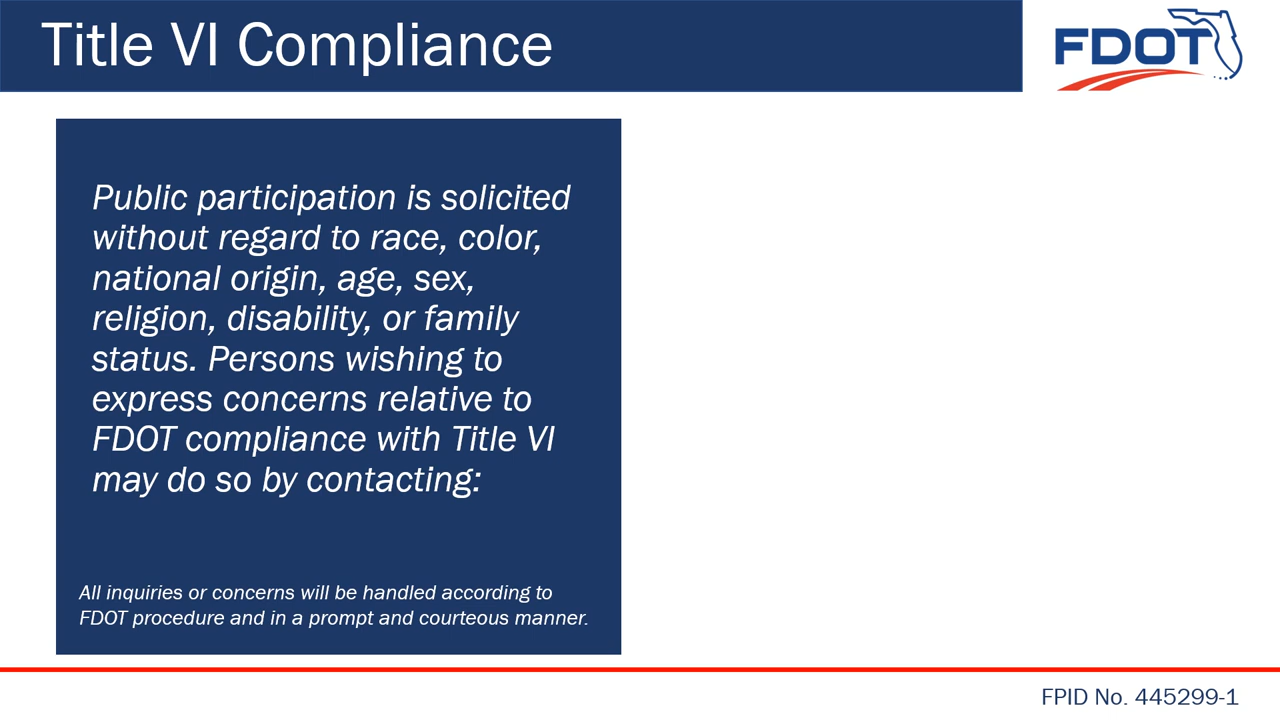 Title VI Compliance
FDOT
Public participation is solicited
without regard to race, color,
national origin, age, sex,
religion, disability, or family
status. Persons wishing to
express concerns relative to
FDOT compliance with Title VI
may do so by contacting:
All inquiries or concerns will be handled according to
FDOT procedure and in a prompt and courteous manner.
FPID No. 445299-1